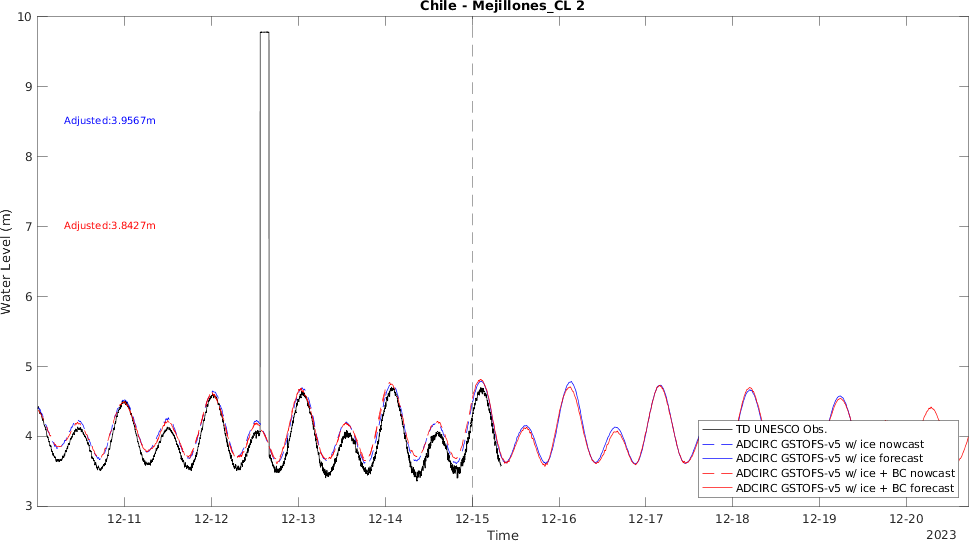 Chile - Mejillones_CL 2
10
9
8
7
6
5
4
3
Water Level (m)
Adjusted:3.9567m
Adjusted:3.8427m
TD UNESCO Obs.
ADCIRC GSTOFS-v5 w/ ice nowcast
ADCIRC GSTOFS-v5 w/ ice forecast
ADCIRC GSTOFS-v5 w/ ice + BC nowcast
ADCIRC GSTOFS-v5 w/ ice + BC forecast
12-11 12-12 12-13 12-14 12-15 12-16 12-17 12-18 12-19 12-20
Time
2023